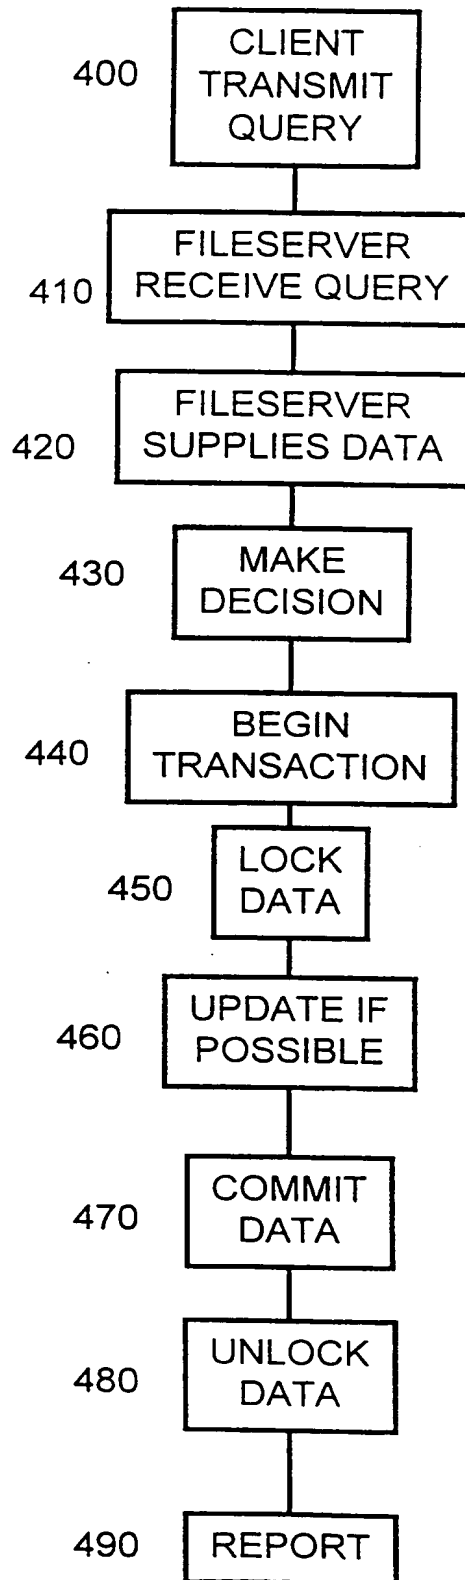 400
CLIENT
TRANSMIT
QUERY
410
FILESERVER
RECEIVE QUERY
420
FILESERVER
SUPPLIES DATA
430
MAKE
DECISION
440
BEGIN
TRANSACTION
450
LOCK
DATA
460
UPDATE IF
POSSIBLE
470
COMMIT
DATA
480
UNLOCK
DATA
490
REPORT